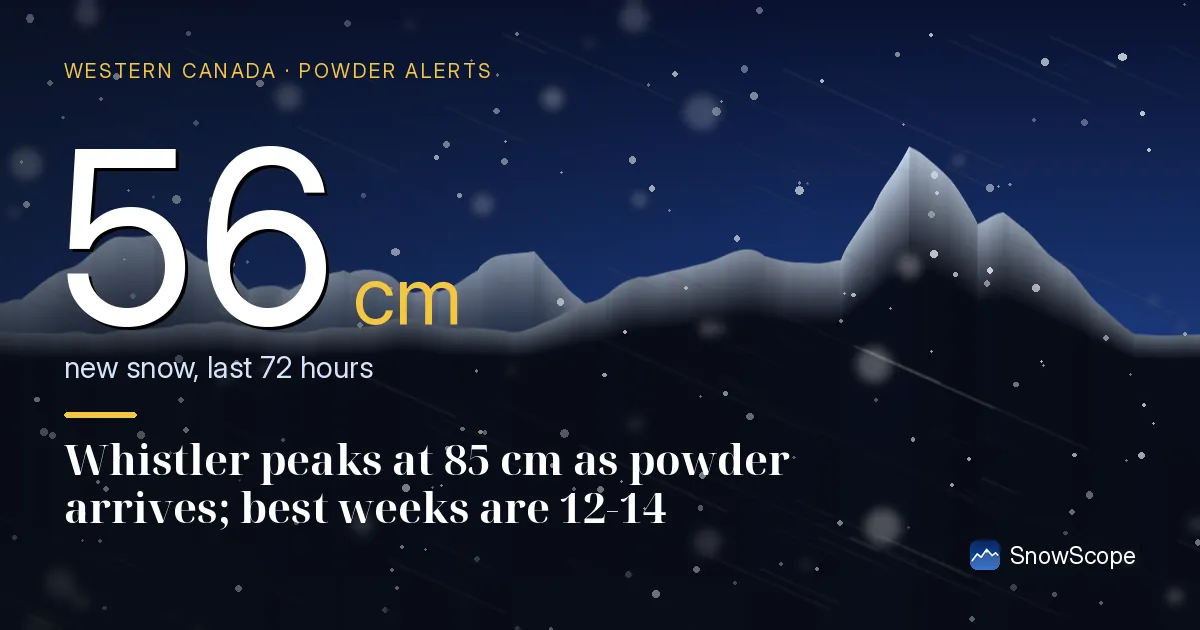 WESTERN CANADA · POWDER ALERTS
56 cm
new snow, last 72 hours
Whistler peaks at 85 cm as powder
arrives; best weeks are 12-14
SnowScope